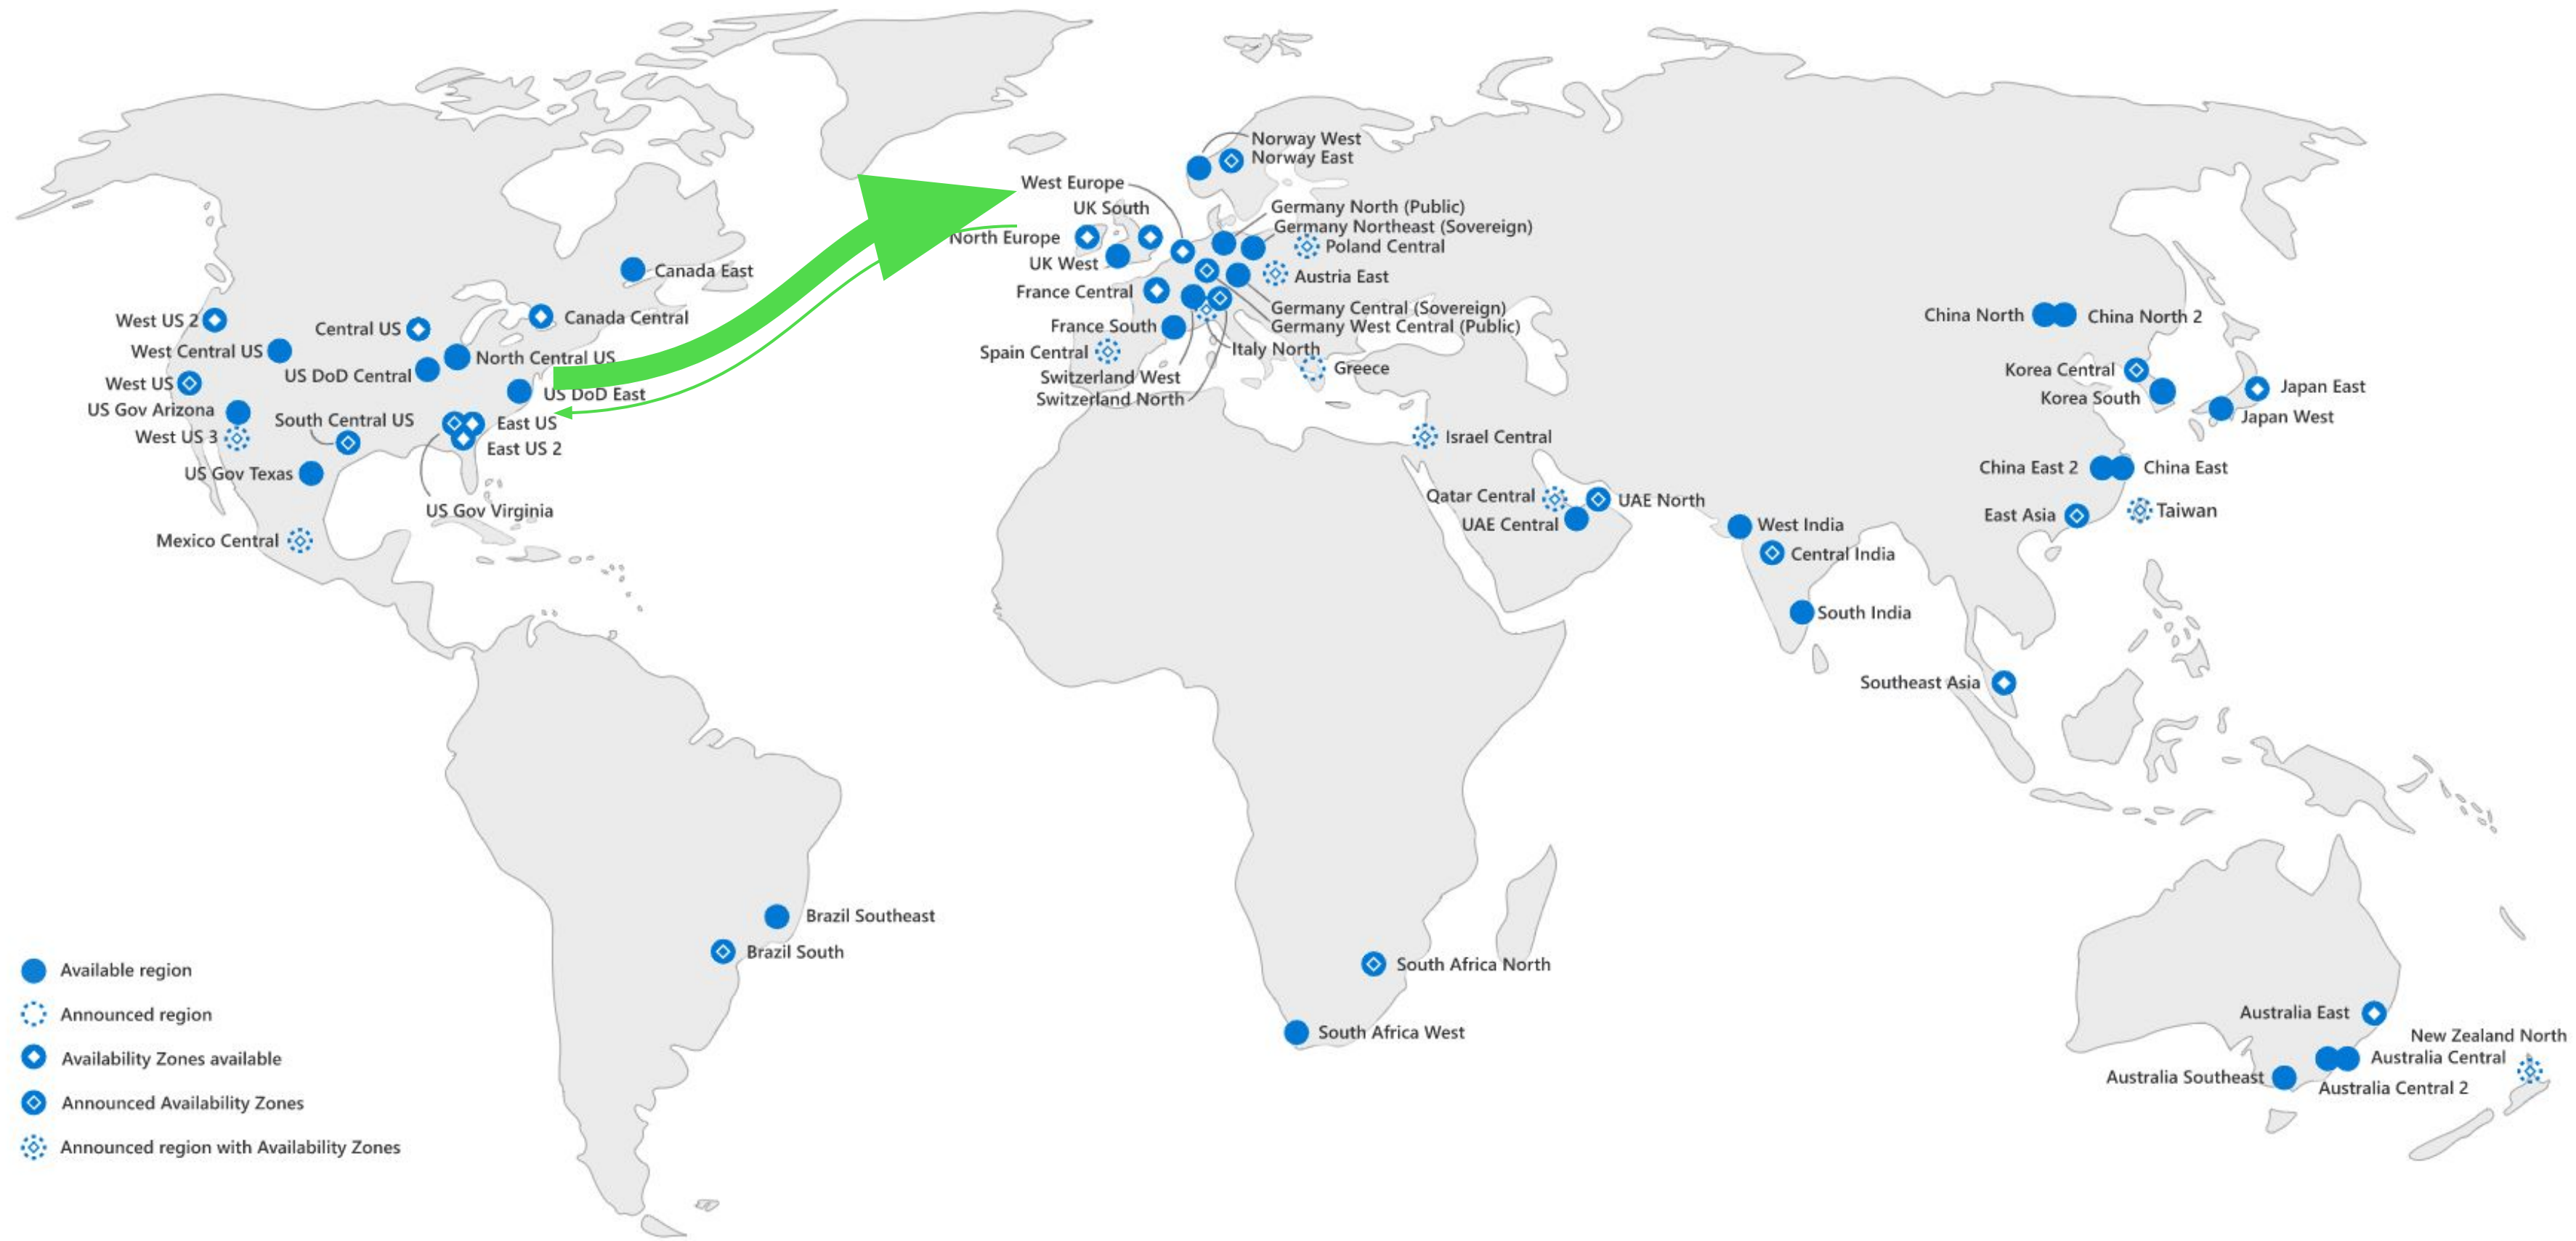 Norway West
Norway East
West Europe
UK South
North Europe
UK West
France Central
France South
Spain Central
Switzerland West
Switzerland North
Germany North (Public)
Germany Northeast (Sovereign)
Poland Central
Austria East
Germany Central (Sovereign)
Germany West Central (Public)
Italy North
Greece
Canada East
Canada Central
West US 2
Central US
West Central US
North Central US
US DoD Central
West US
US DoD East
US Gov Arizona
South Central US
East US
West US 3
East US 2
US Gov Texas
US Gov Virginia
Mexico Central
Israel Central
Qatar Central
UAE North
UAE Central
West India
Central India
South India
China North
China North 2
Korea Central
Korea South
Japan East
Japan West
China East 2
China East
East Asia
Taiwan
Southeast Asia
Brazil Southeast
Brazil South
South Africa North
South Africa West
Australia East
New Zealand North
Australia Central
Australia Southeast
Australia Central 2
Available region
Announced region
Availability Zones available
Announced Availability Zones
Announced region with Availability Zones